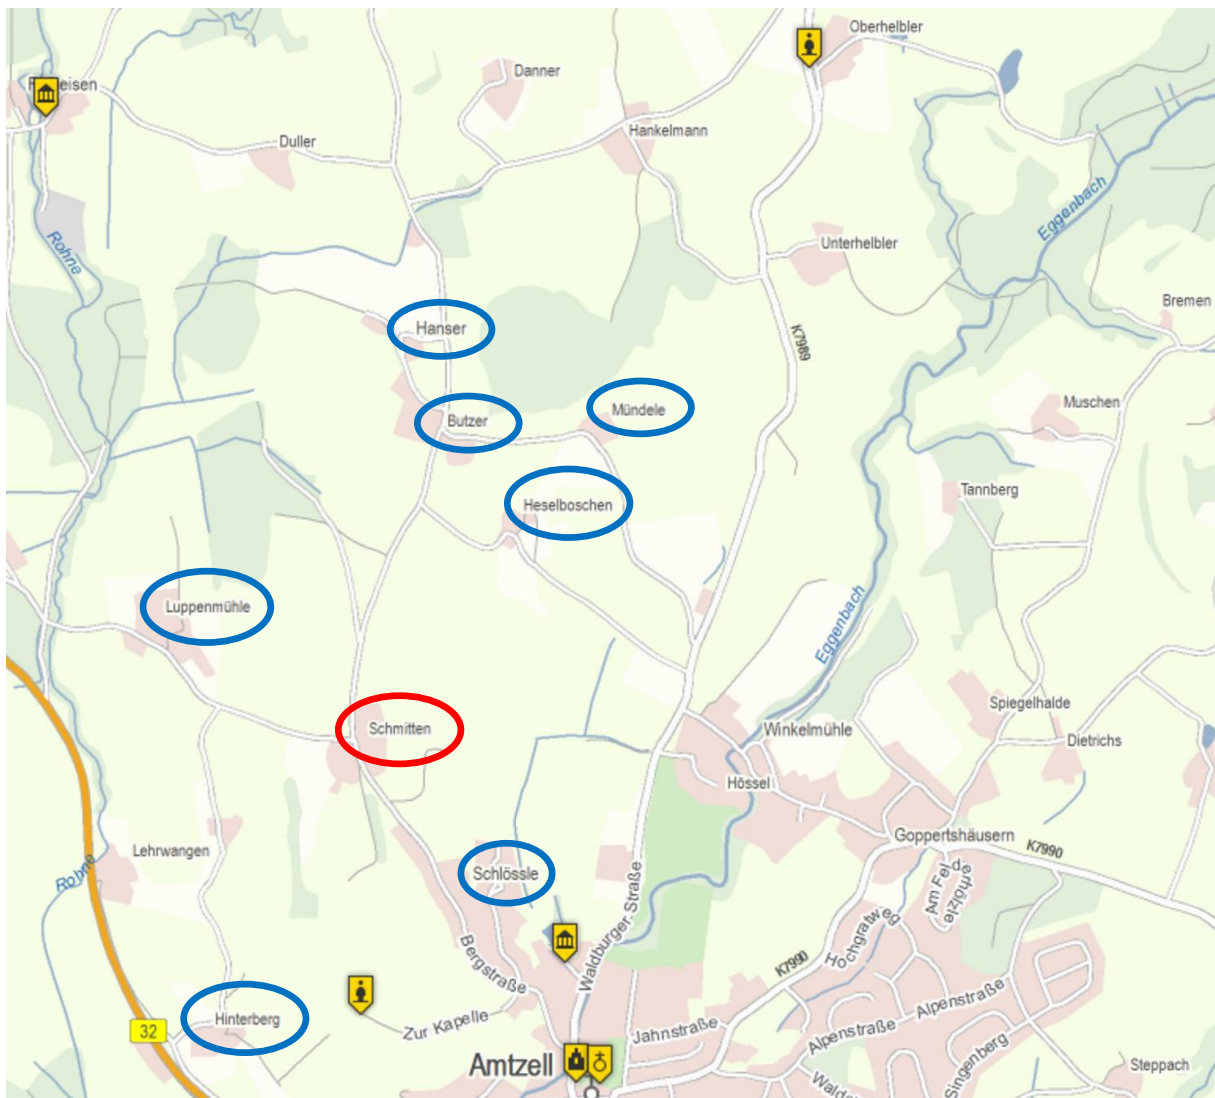 Oberhelbler
Danner
eisen
Hankelmann
Duller
Eggenbach
Rohne
Unterhelbler
Bremen
Hanser
K7989
Mündele
Muschen
Butzer
Tannberg
Heselboschen
Luppenmühle
Eggenbach
Spiegelhalde
Schmitten
Winkelmühle
Dietrichs
Hössel
Goppertshäusern
K7990
Lehrwangen
Rohne
Schlössle
Am Feld
erhölzle
Hochgratweg
Waldburger Straße
Bergstraße
K7990
Alpenstraße
Hinterberg
Zur Kapelle
Jahnstraße
Alpenstraße
32
Singenberg
Amtzell
Steppach